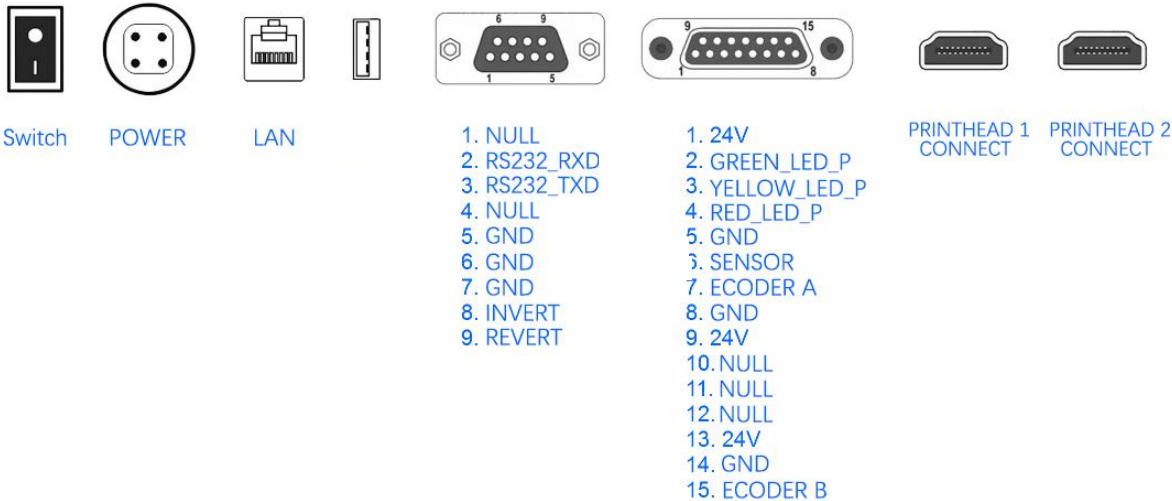 6 9
1 5
9 15
1 8
Switch
POWER
LAN
1. NULL
2. RS232_RXD
3. RS232_TXD
4. NULL
5. GND
6. GND
7. GND
8. INVERT
9. REVERT
1. 24V
2. GREEN_LED_P
3. YELLOW_LED_P
4. RED_LED_P
5. GND
6. SENSOR
7. ECODER A
8. GND
9. 24V
10. NULL
11. NULL
12. NULL
13. 24V
14. GND
15. ECODER B
PRINTHEAD 1
CONNECT
PRINTHEAD 2
CONNECT